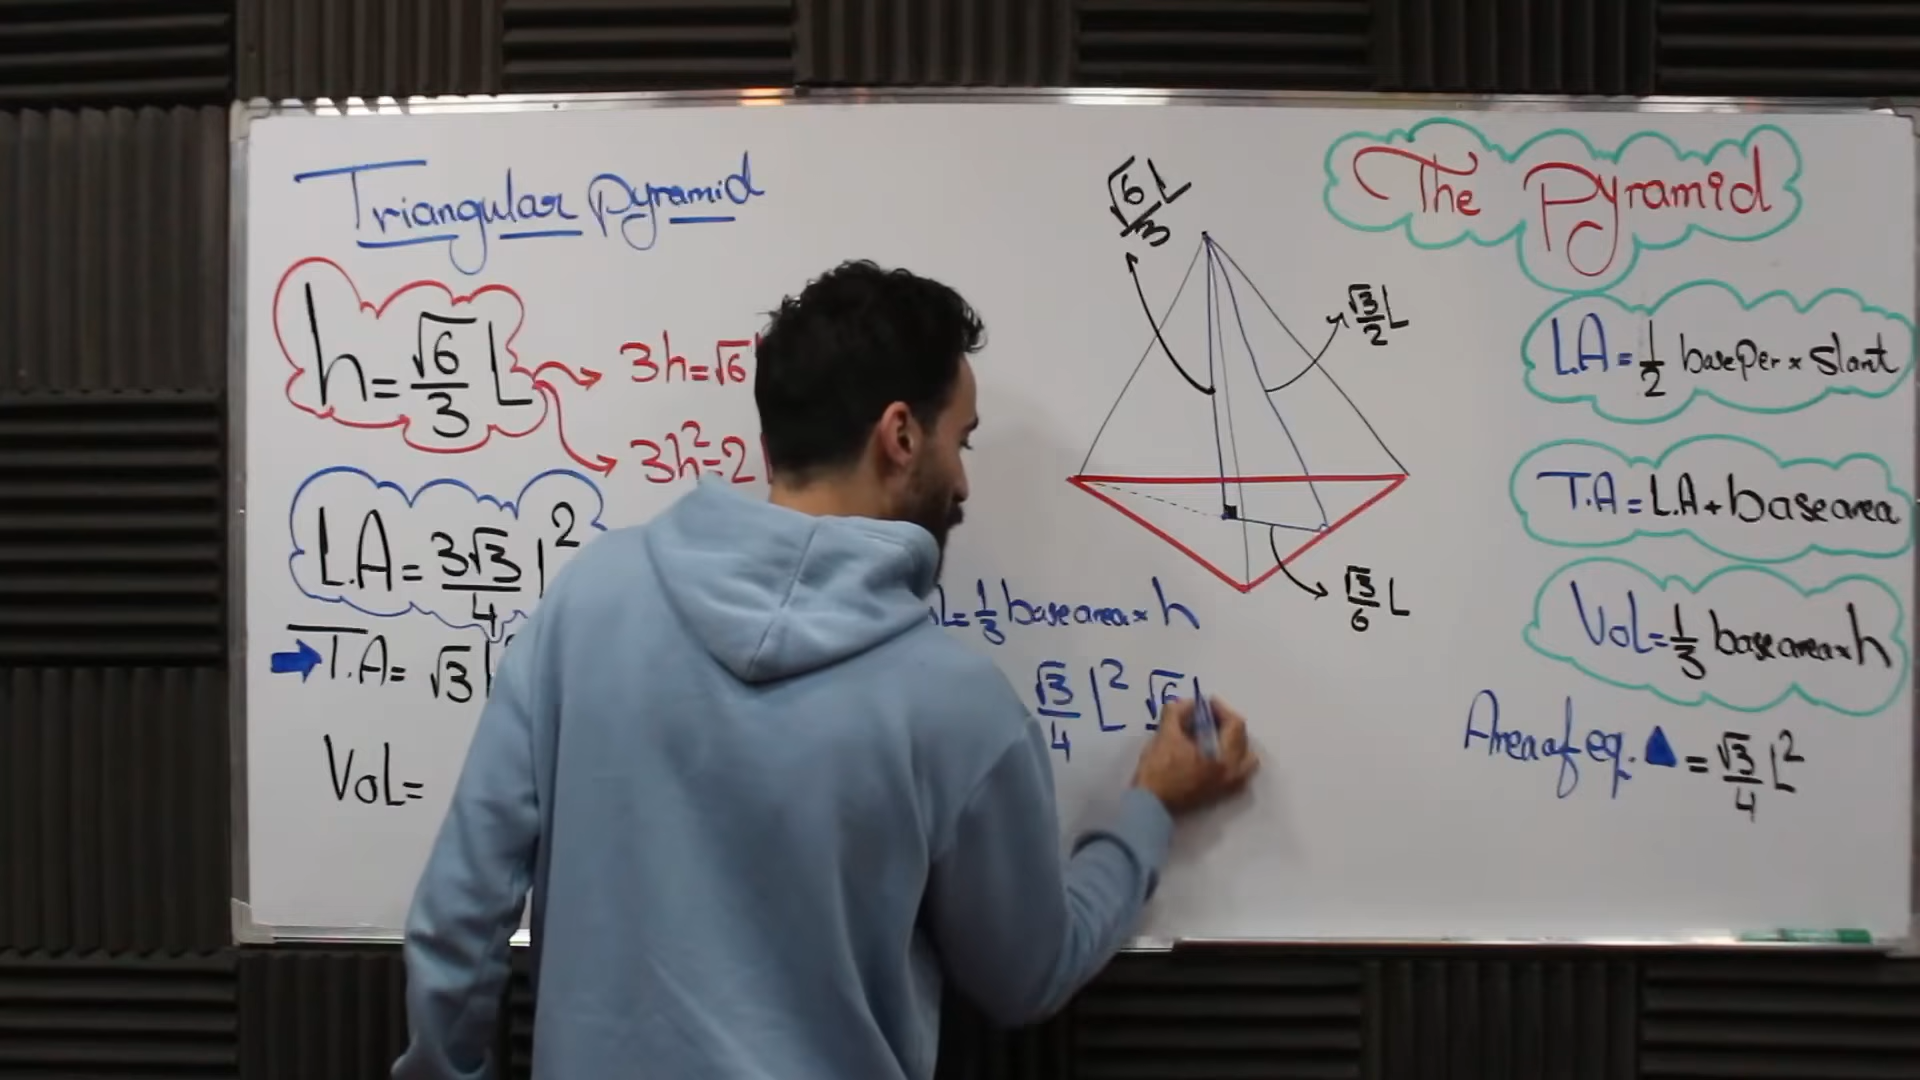 Triangular pyramid
h = √6/3 L
3h = √6
3h² = 2
L.A = 3√3/4 L²
T.A = √3 L
Vol =
√6 L/3
√3/2 L
√3/6 L
L = 1/3 base area × h
√3/4 L² √6 L
The Pyramid
L.A = 1/2 base Per × slant
T.A = L.A + base area
Vol = 1/3 base area × h
Area of eq. ▲ = √3/4 L²